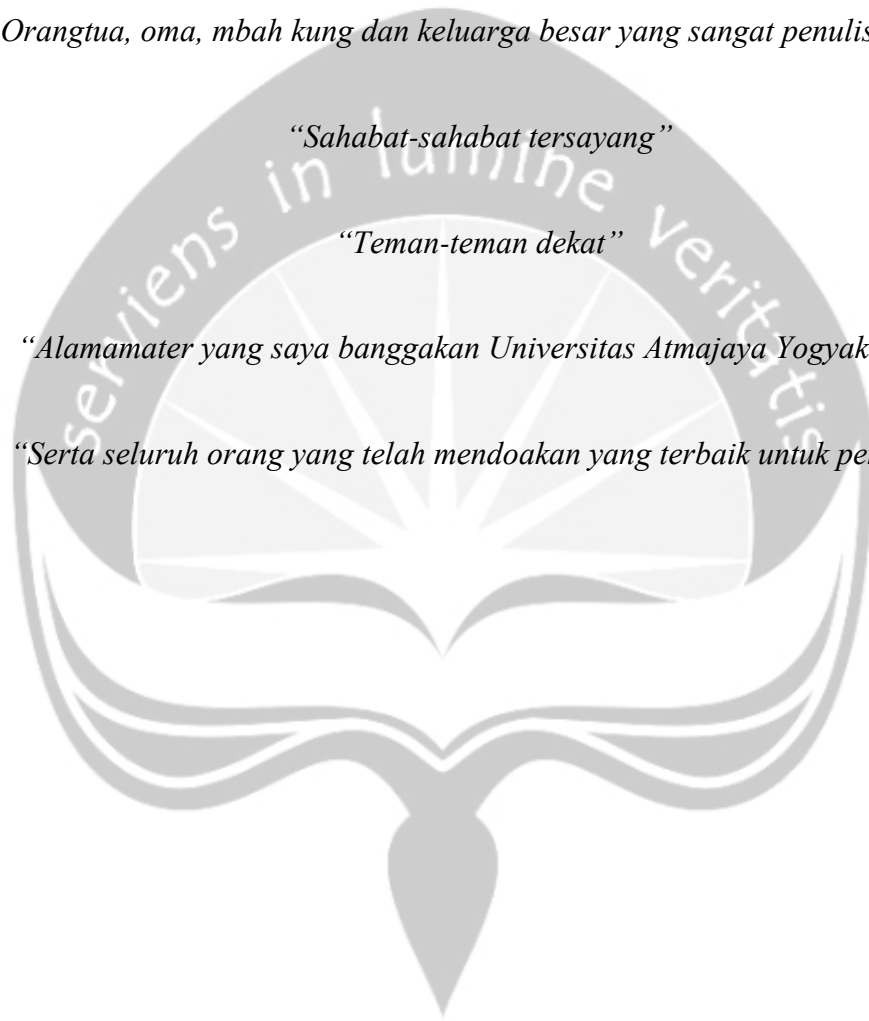 Orangtua, oma, mbah kung dan keluarga besar yang sangat penulis
“Sahabat-sahabat tersayang”
serviens in lumine veritatis
“Teman-teman dekat”
“Alamamater yang saya banggakan Universitas Atmajaya Yogyak
“Serta seluruh orang yang telah mendoakan yang terbaik untuk pe